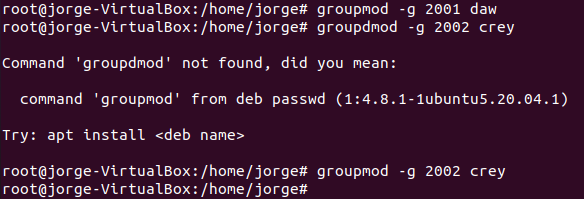 root@jorge-VirtualBox:/home/jorge# groupmod -g 2001 daw
root@jorge-VirtualBox:/home/jorge# groupdmod -g 2002 crey
Command 'groupdmod' not found, did you mean:
command 'groupmod' from deb passwd (1:4.8.1-1ubuntu5.20.04.1)
Try: apt install <deb name>
root@jorge-VirtualBox:/home/jorge# groupmod -g 2002 crey
root@jorge-VirtualBox:/home/jorge#